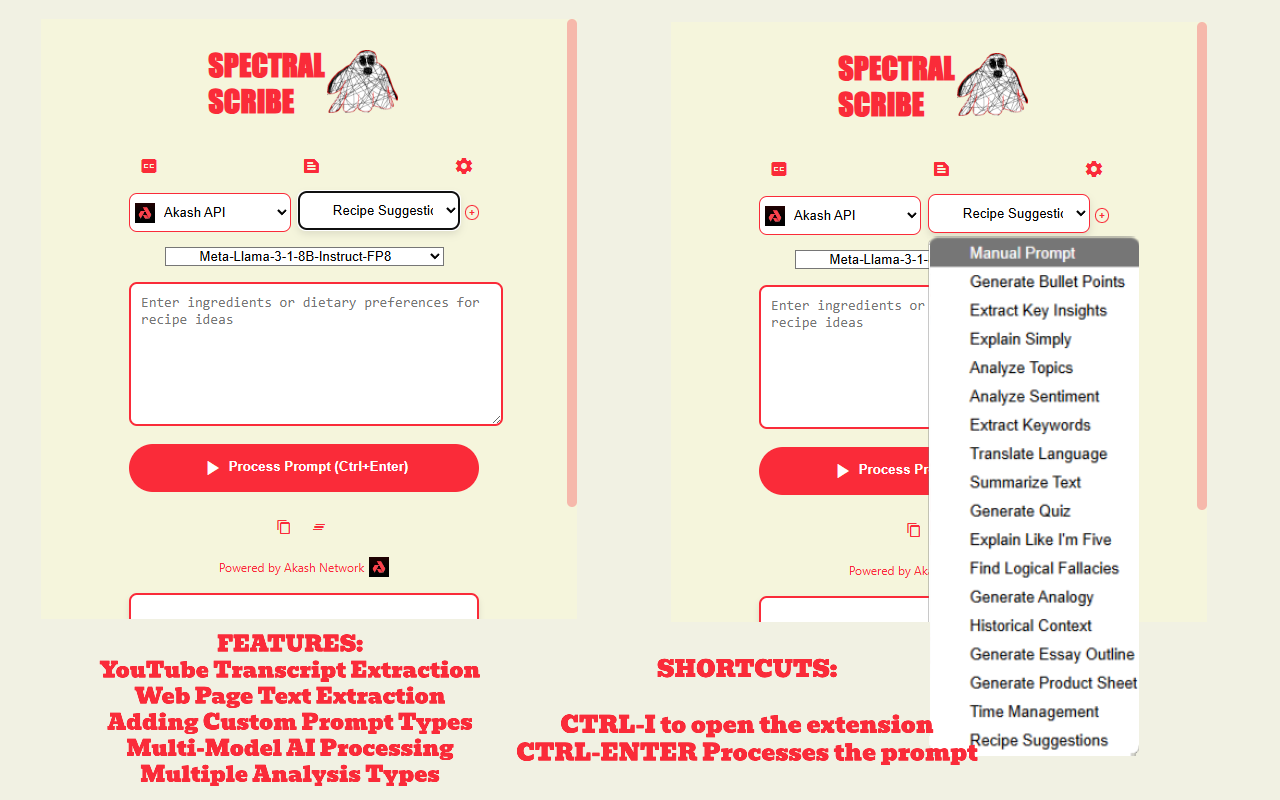 SPECTRAL
SCRIBE
CC
Akash API
Recipe Suggestic
Meta-Llama-3-1-8B-Instruct-FP8
Enter ingredients or dietary preferences for
recipe ideas
Process Prompt (Ctrl+Enter)
Powered by Akash Network
FEATURES:
YouTube Transcript Extraction
Web Page Text Extraction
Adding Custom Prompt Types
Multi-Model AI Processing
Multiple Analysis Types
SPECTRAL
SCRIBE
CC
Akash API
Recipe Suggestic
Meta-Llama-3-1-
Enter ingredients or
recipe ideas
Process Pr
Powered by Ak
Manual Prompt
Generate Bullet Points
Extract Key Insights
Explain Simply
Analyze Topics
Analyze Sentiment
Extract Keywords
Translate Language
Summarize Text
Generate Quiz
Explain Like I'm Five
Find Logical Fallacies
Generate Analogy
Historical Context
Generate Essay Outline
Generate Product Sheet
Time Management
Recipe Suggestions
SHORTCUTS:
CTRL-I to open the extension
CTRL-ENTER Processes the prompt